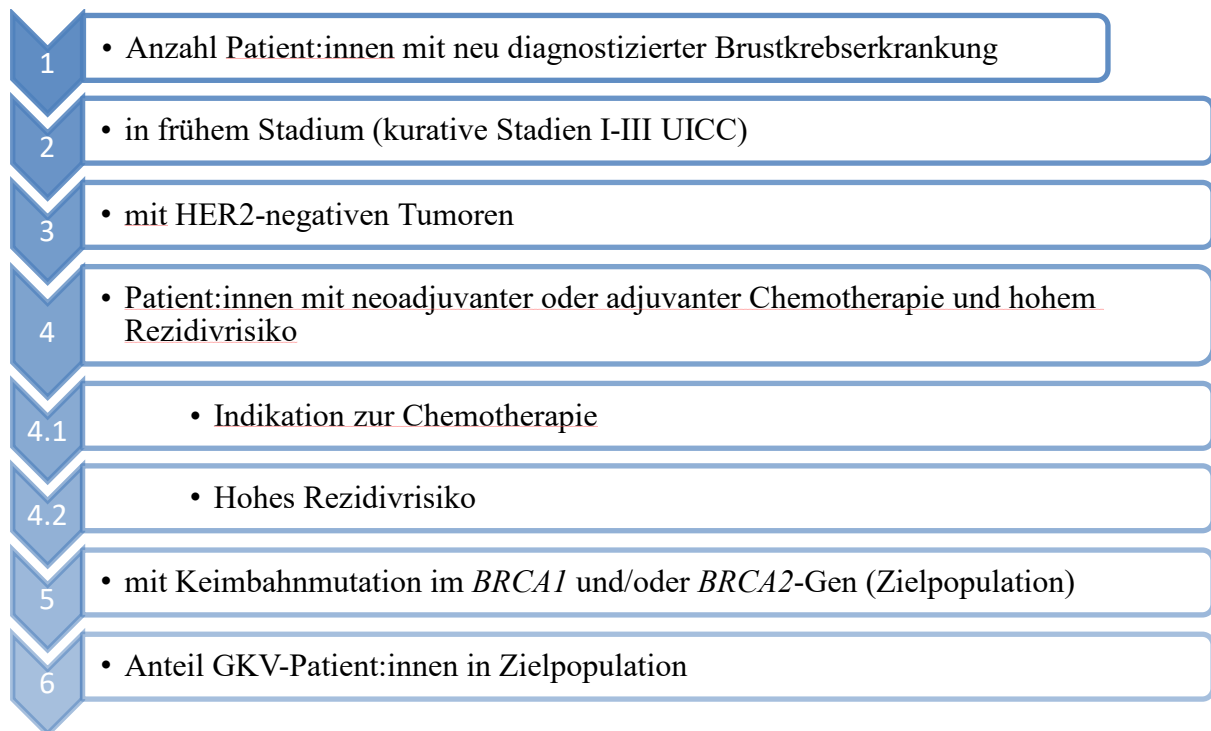 1
• Anzahl Patient:innen mit neu diagnostizierter Brustkrebserkrankung
2
• in frühem Stadium (kurative Stadien I-III UICC)
3
• mit HER2-negativen Tumoren
4
• Patient:innen mit neoadjuvanter oder adjuvanter Chemotherapie und hohem
Rezidivrisiko
4.1
• Indikation zur Chemotherapie
4.2
• Hohes Rezidivrisiko
5
• mit Keimbahnmutation im BRCA1 und/oder BRCA2-Gen (Zielpopulation)
6
• Anteil GKV-Patient:innen in Zielpopulation